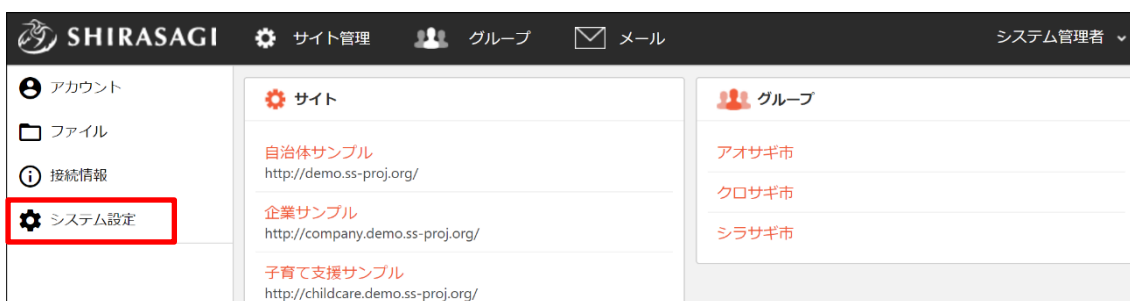 SHIRASAGI サイト管理 グループ メール システム管理者
アカウント
ファイル
接続情報
システム設定
サイト
自治体サンプル
http://demo.ss-proj.org/
企業サンプル
http://company.demo.ss-proj.org/
子育て支援サンプル
http://childcare.demo.ss-proj.org/
グループ
アオサギ市
クロサギ市
シラサギ市